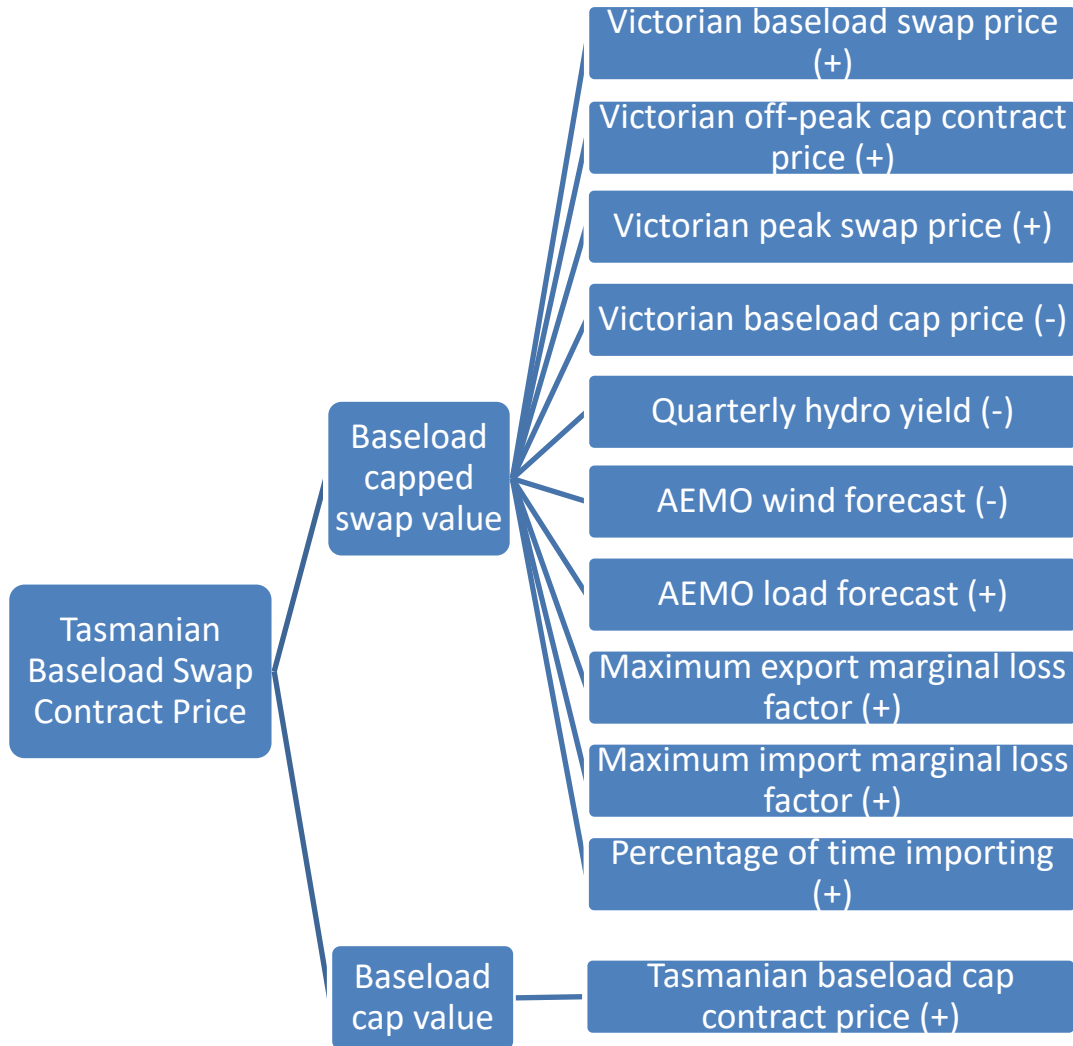 Victorian baseload swap price
(+)
Victorian off-peak cap contract
price (+)
Victorian peak swap price (+)
Victorian baseload cap price (-)
Quarterly hydro yield (-)
AEMO wind forecast (-)
AEMO load forecast (+)
Maximum export marginal loss
factor (+)
Maximum import marginal loss
factor (+)
Percentage of time importing
(+)
Baseload
capped
swap value
Tasmanian
Baseload Swap
Contract Price
Baseload
cap value
Tasmanian baseload cap
contract price (+)